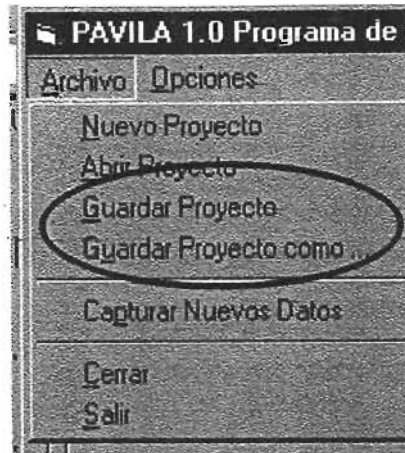 PAVILA 1.0 Programa de
Archivo Opciones
Nuevo Proyecto
Abrir Proyecto
Guardar Proyecto
Guardar Proyecto como ...
Capturar Nuevos Datos
Cerrar
Salir